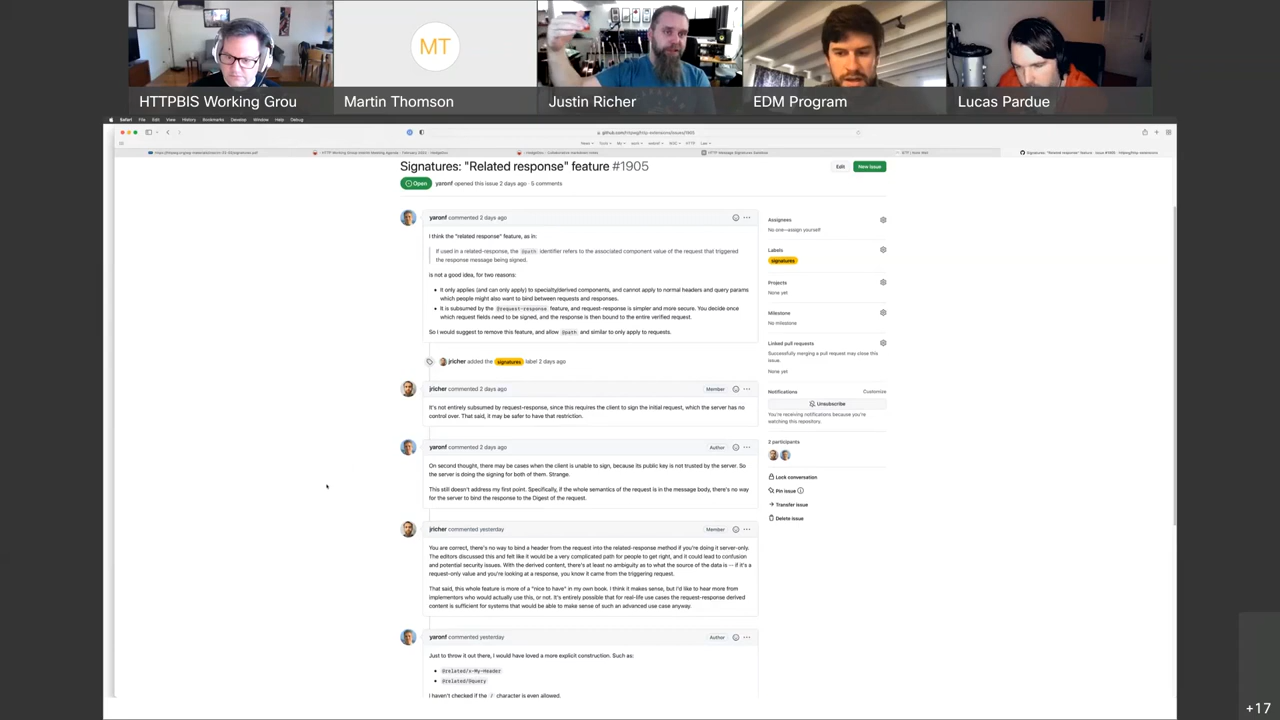 MT
HTTPBIS Working Grou
Martin Thomson
Justin Richer
EDM Program
Lucas Pardue
Safari File Edit View History Bookmarks Develop Window Help Debug
github.com/httpwg/http-extensions/issues/1905
Signatures: "Related response" feature #1905
Edit
New issue
Open
yaronf opened this issue 2 days ago · 5 comments
yaronf commented 2 days ago
I think the "related response" feature, as in:
If used in a related-response, the @path identifier refers to the associated component value of the request that triggered
the response message being signed.
is not a good idea, for two reasons:
It only applies (and can only apply) to specialty/derived components, and cannot apply to normal headers and query params
which people might also want to bind between requests and responses.
It is subsumed by the @request-response feature, and request-response is simpler and more secure. You decide once
which request fields need to be signed, and the response is then bound to the entire verified request.
So I would suggest to remove this feature, and allow @path and similar to only apply to requests.
jricher added the signatures label 2 days ago
jricher commented 2 days ago
Member
It's not entirely subsumed by request-response, since this requires the client to sign the initial request, which the server has no
control over. That said, it may be safer to have that restriction.
yaronf commented 2 days ago
Author
On second thought, there may be cases when the client is unable to sign, because its public key is not trusted by the server. So
the server is doing the signing for both of them. Strange.
This still doesn't address my first point. Specifically, if the whole semantics of the request is in the message body, there's no way
for the server to bind the response to the Digest of the request.
jricher commented yesterday
Member
You are correct, there's no way to bind a header from the request into the related-response method if you're doing it server-only.
The editors discussed this and felt like it would be a very complicated path for people to get right, and it could lead to confusion
and potential security issues. With the derived content, there's at least no ambiguity as to what the source of the data is -- if it's a
request-only value and you're looking at a response, you know it came from the triggering request.
That said, this whole feature is more of a "nice to have" in my own book. I think it makes sense, but I'd like to hear more from
implementors who would actually use this, or not. It's entirely possible that for real-life use cases the request-response derived
content is sufficient for systems that would be able to make sense of such an advanced use case anyway.
yaronf commented yesterday
Author
Just to throw it out there, I would have loved a more explicit construction. Such as:
@related/x-My-Header
@related/@query
I haven't checked if the / character is even allowed.
Assignees
No one—assign yourself
Labels
signatures
Projects
None yet
Milestone
No milestone
Linked pull requests
Successfully merging a pull request may close this
issue.
None yet
Notifications
Customize
Unsubscribe
You're receiving notifications because you're
watching this repository.
2 participants
Lock conversation
Pin issue
Transfer issue
Delete issue
+17